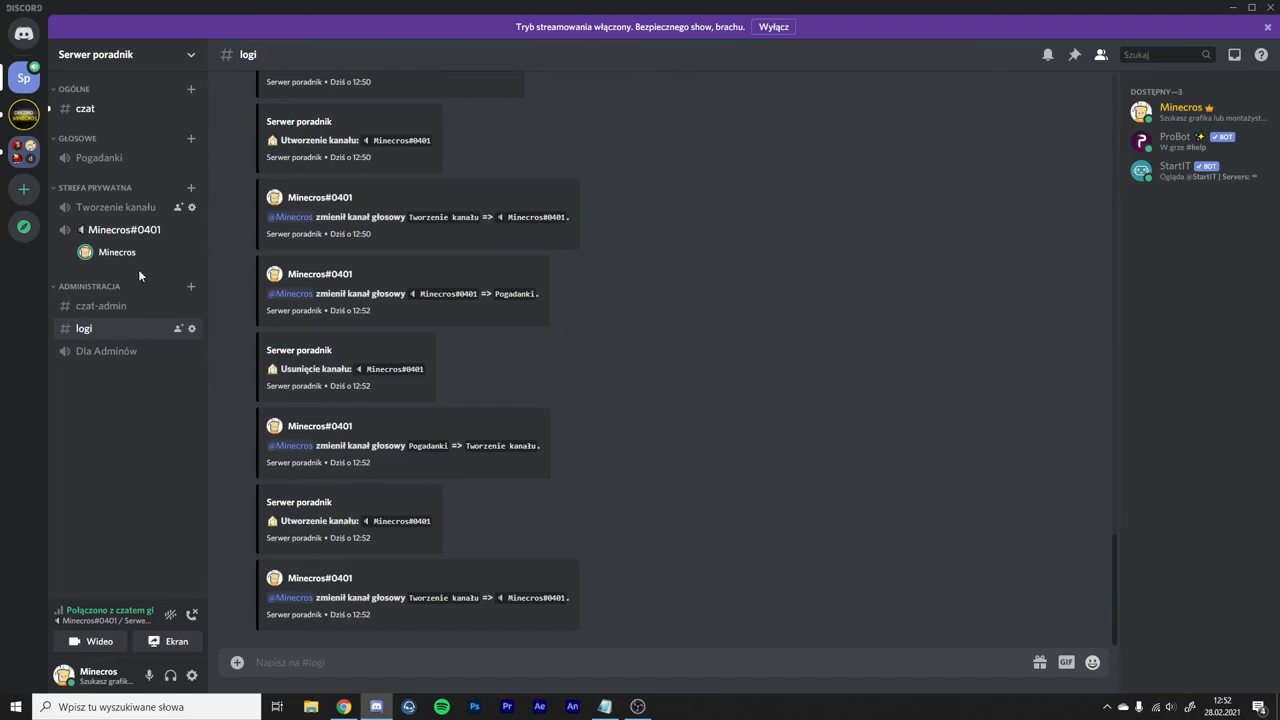 DISCORD
Tryb streamowania włączony. Bezpiecznego show, brachu.
Wyłącz
Serwer poradnik
logi
Szukaj
Sp
OGÓLNE
czat
GŁOSOWE
Pogadanki
STREFA PRYWATNA
Tworzenie kanału
Minecros#0401
Minecros
ADMINISTRACJA
czat-admin
logi
Dla Adminów
Serwer poradnik • Dziś o 12:50
Serwer poradnik
Utworzenie kanału: Minecros#0401
Serwer poradnik • Dziś o 12:50
Minecros#0401
@Minecros zmienił kanał głosowy Tworzenie kanału => Minecros#0401.
Serwer poradnik • Dziś o 12:50
Minecros#0401
@Minecros zmienił kanał głosowy Minecros#0401 => Pogadanki.
Serwer poradnik • Dziś o 12:52
Serwer poradnik
Usunięcie kanału: Minecros#0401
Serwer poradnik • Dziś o 12:52
Minecros#0401
@Minecros zmienił kanał głosowy Pogadanki => Tworzenie kanału.
Serwer poradnik • Dziś o 12:52
Serwer poradnik
Utworzenie kanału: Minecros#0401
Serwer poradnik • Dziś o 12:52
Minecros#0401
@Minecros zmienił kanał głosowy Tworzenie kanału => Minecros#0401.
Serwer poradnik • Dziś o 12:52
DOSTĘPNY—3
Minecros
Szukasz grafika lub montażyst...
ProBot BOT
W grze #help
StartIT BOT
Ogląda @StartIT | Servers: ∞
Połączono z czatem gł
Minecros#0401 / Serwe...
Wideo
Ekran
Minecros
Szukasz grafik...
Napisz na #logi
GIF
Wpisz tu wyszukiwane słowa
Ps
Pr
Ae
An
12:52
28.02.2021